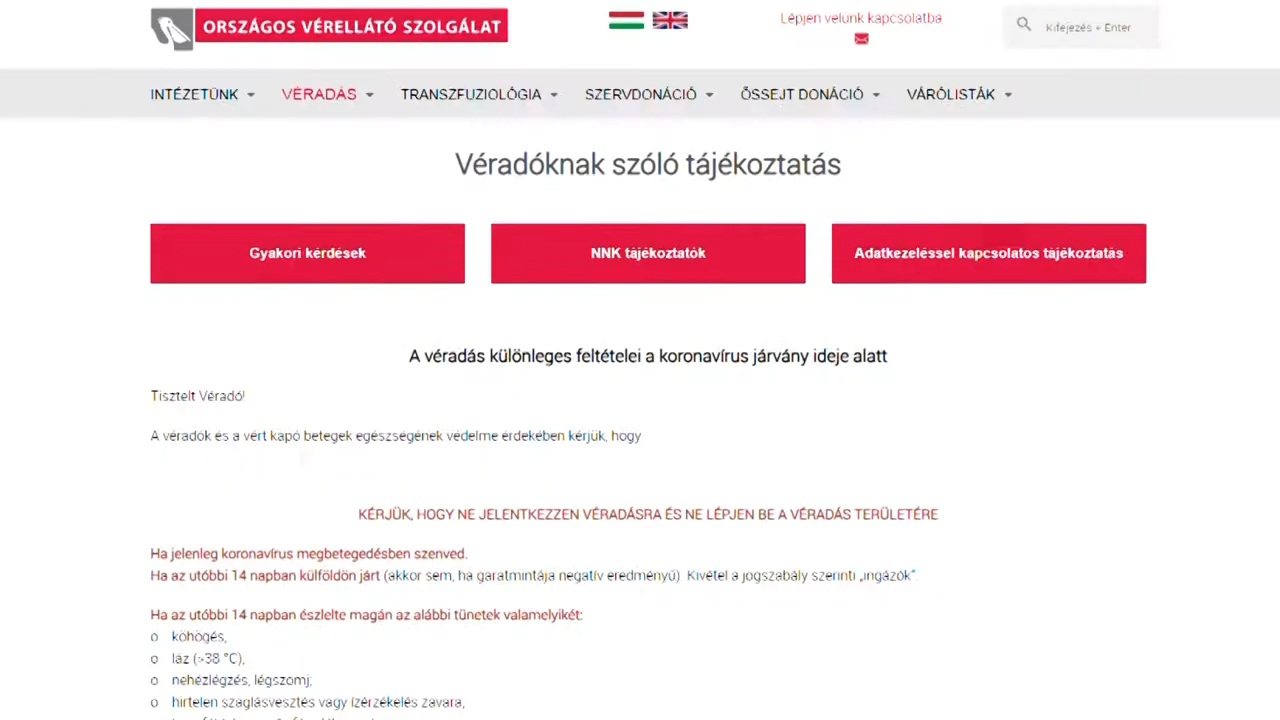 ORSZÁGOS VÉRELLÁTÓ SZOLGÁLAT
Lépjen velünk kapcsolatba
Kifejezés + Enter
INTÉZETÜNK VÉRADÁS TRANSZFUZIOLÓGIA SZERVDONÁCIÓ ŐSSEJT DONÁCIÓ VÁRÓLISTÁK
Véradóknak szóló tájékoztatás
Gyakori kérdések NNK tájékoztatók Adatkezeléssel kapcsolatos tájékoztatás
A véradás különleges feltételei a koronavírus járvány ideje alatt
Tisztelt Véradó!
A véradók és a vért kapó betegek egészségének védelme érdekében kérjük, hogy
KÉRJÜK, HOGY NE JELENTKEZZEN VÉRADÁSRA ÉS NE LÉPJEN BE A VÉRADÁS TERÜLETÉRE
Ha jelenleg koronavírus megbetegedésben szenved.
Ha az utóbbi 14 napban külföldön járt (akkor sem, ha garatmintája negatív eredményű). Kivétel a jogszabály szerinti „ingázók”.
Ha az utóbbi 14 napban észlelte magán az alábbi tünetek valamelyikét:
o köhögés,
o láz (>38 °C),
o nehézlégzés, légszomj;
o hirtelen szaglásvesztés vagy ízérzékelés zavara,